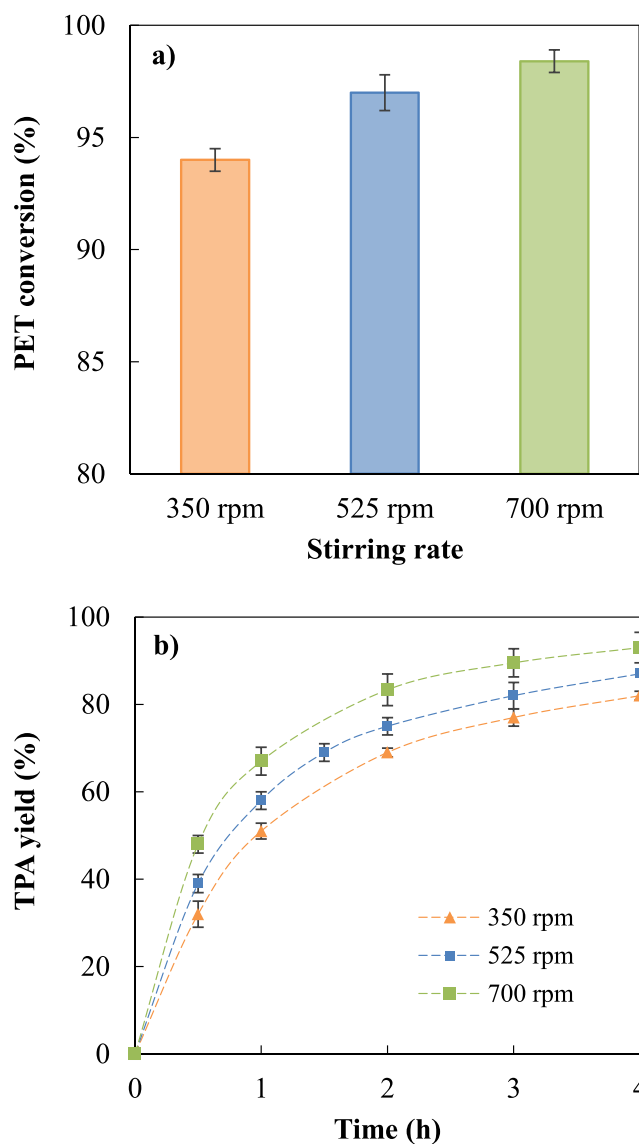 a)
PET conversion (%)
100
95
90
85
80
350 rpm 525 rpm 700 rpm
Stirring rate
b)
TPA yield (%)
100
80
60
40
20
0
350 rpm
525 rpm
700 rpm
0 1 2 3 4
Time (h)